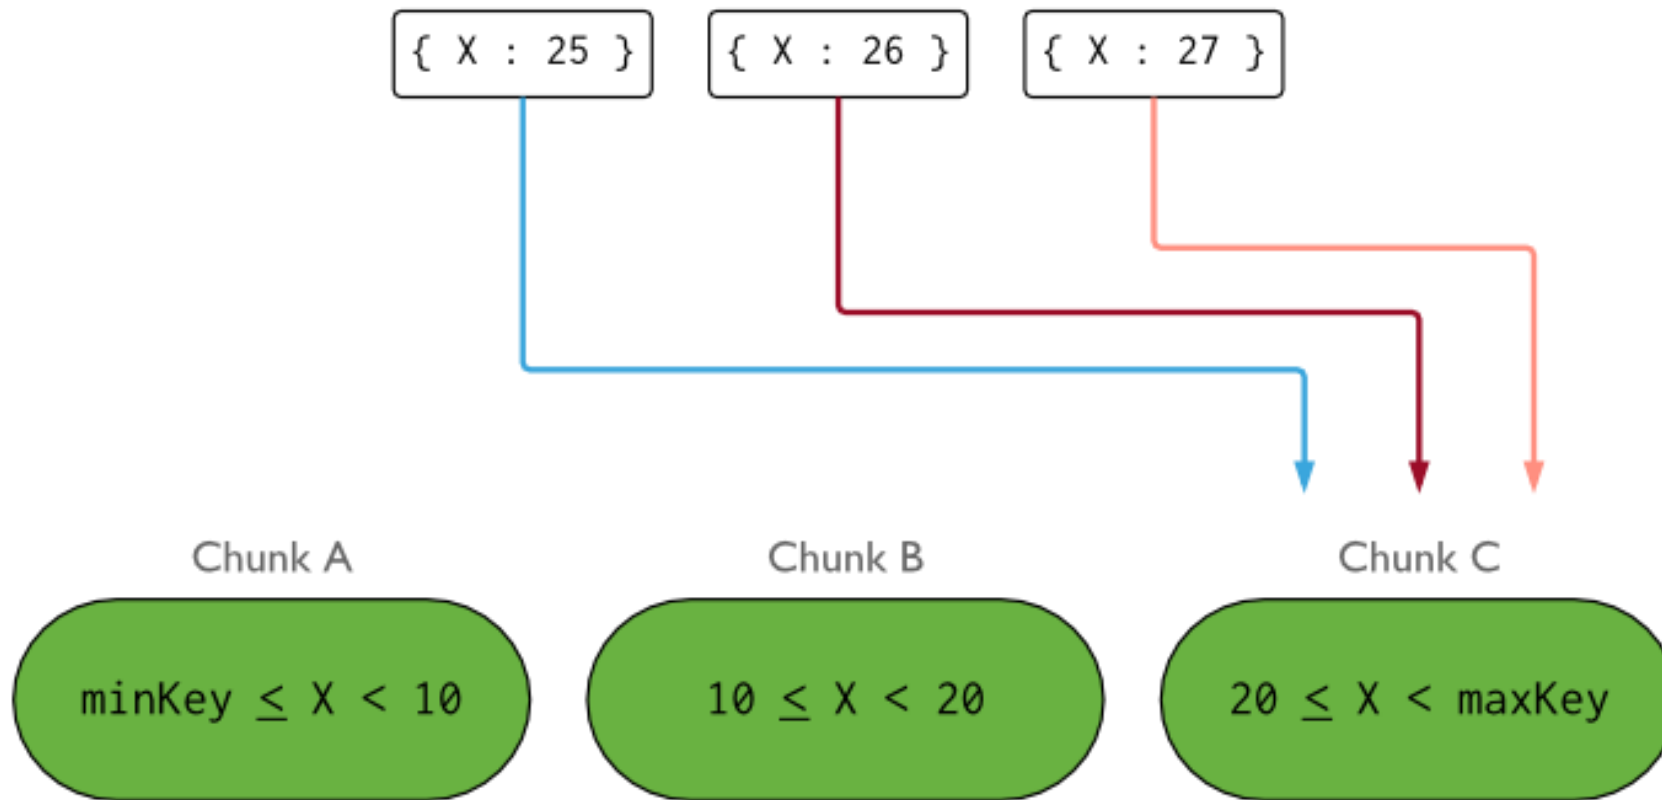 { X : 25 }
{ X : 26 }
{ X : 27 }
Chunk A
Chunk B
Chunk C
minKey ≤ X < 10
10 ≤ X < 20
20 ≤ X < maxKey